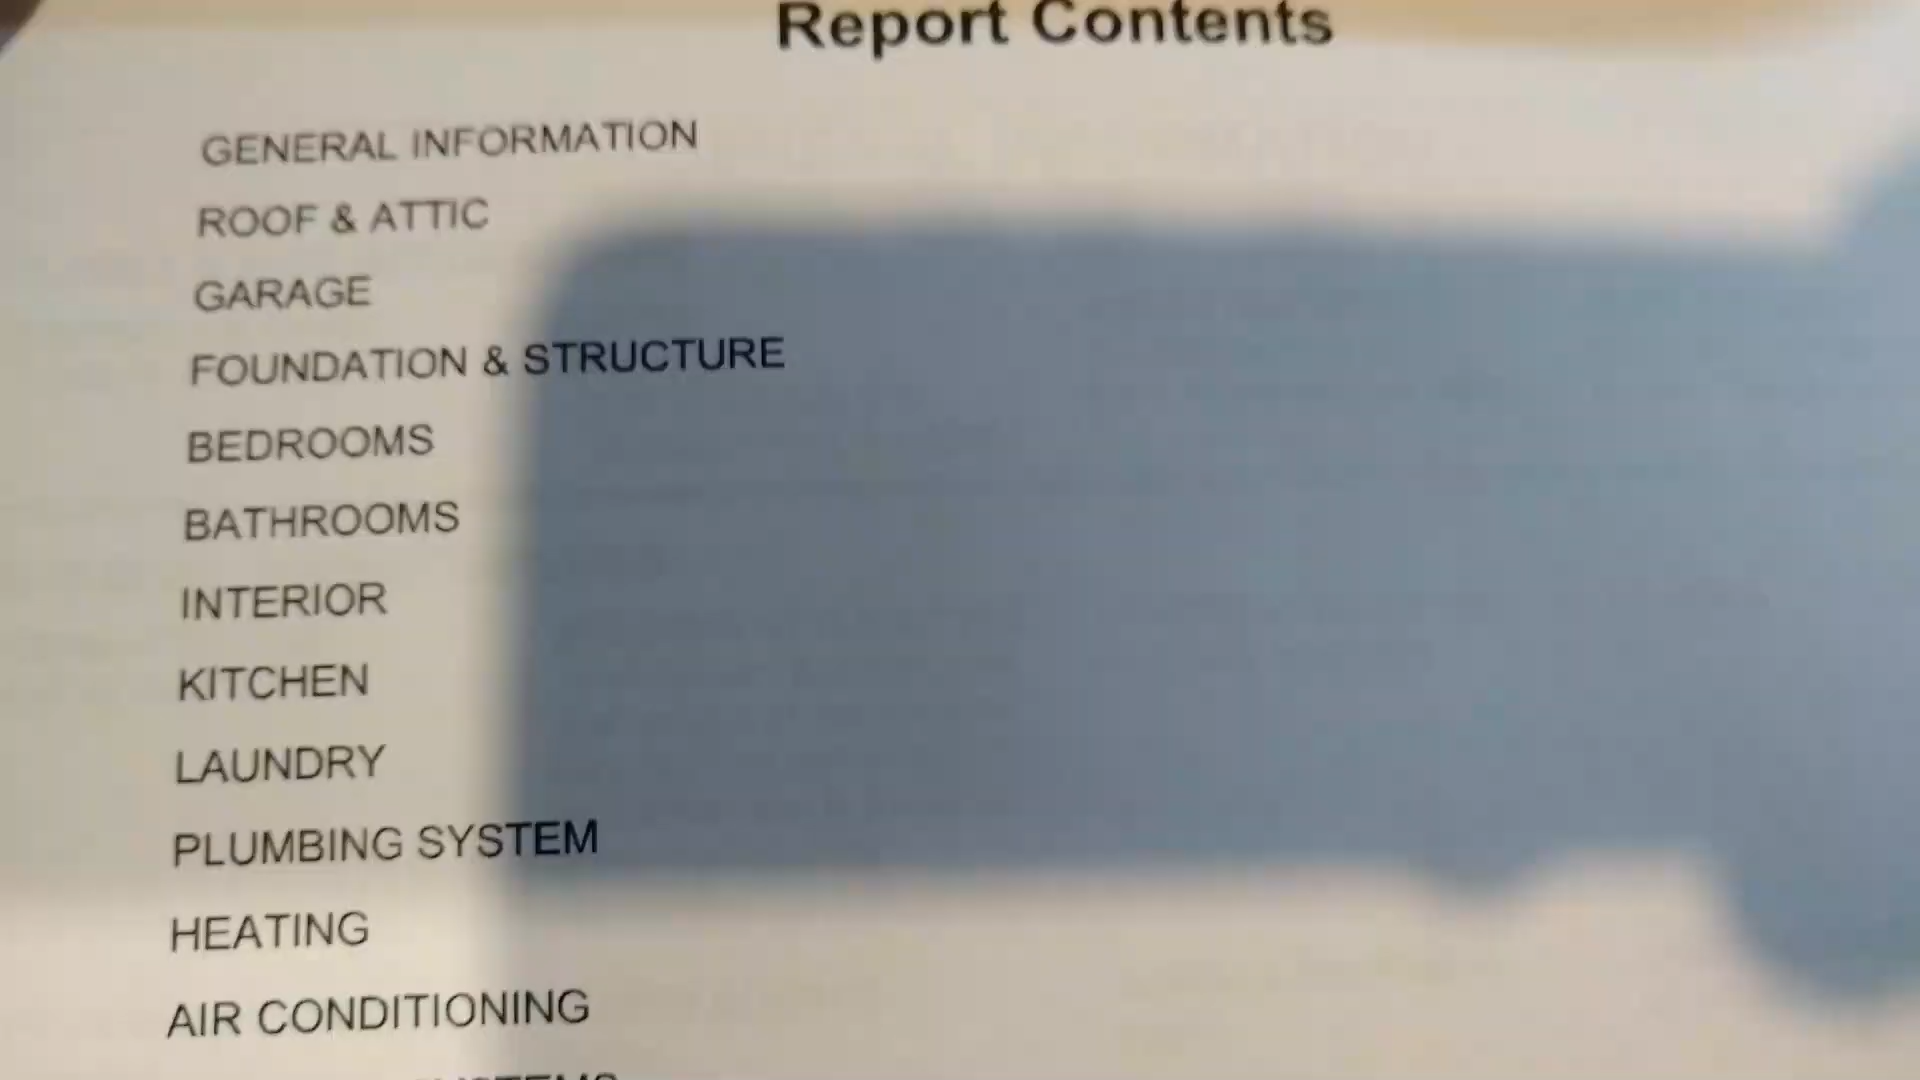 Report Contents
GENERAL INFORMATION
ROOF & ATTIC
GARAGE
FOUNDATION & STRUCTURE
BEDROOMS
BATHROOMS
INTERIOR
KITCHEN
LAUNDRY
PLUMBING SYSTEM
HEATING
AIR CONDITIONING